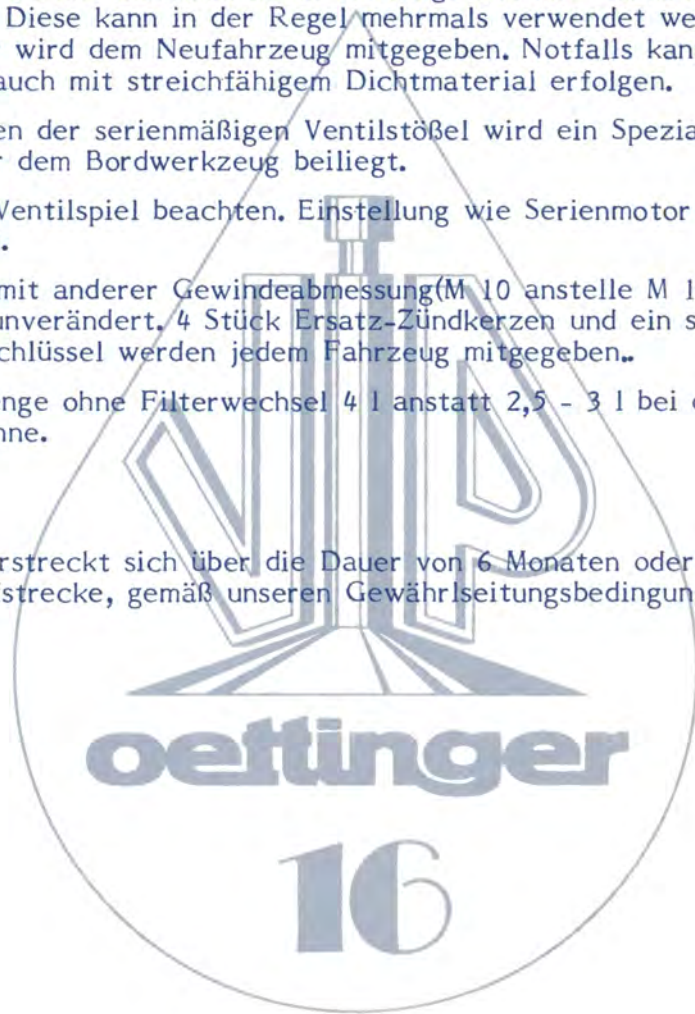 Diese kann in der Regel mehrmals verwendet we
wird dem Neufahrzeug mitgegeben. Notfalls kan
auch mit streichfähigem Dichtmaterial erfolgen.
en der serienmäßigen Ventilstößel wird ein Spezia
r dem Bordwerkzeug beiliegt.
Ventilspiel beachten. Einstellung wie Serienmotor
.
mit anderer Gewindeabmessung(M 10 anstelle M 1
unverändert. 4 Stück Ersatz-Zündkerzen und ein s
chlüssel werden jedem Fahrzeug mitgegeben..
nge ohne Filterwechsel 4 l anstatt 2,5 - 3 l bei
nne.
erstreckt sich über die Dauer von 6 Monaten oder
fstrecke, gemäß unseren Gewährlseitungsbedingun
oettinger
16